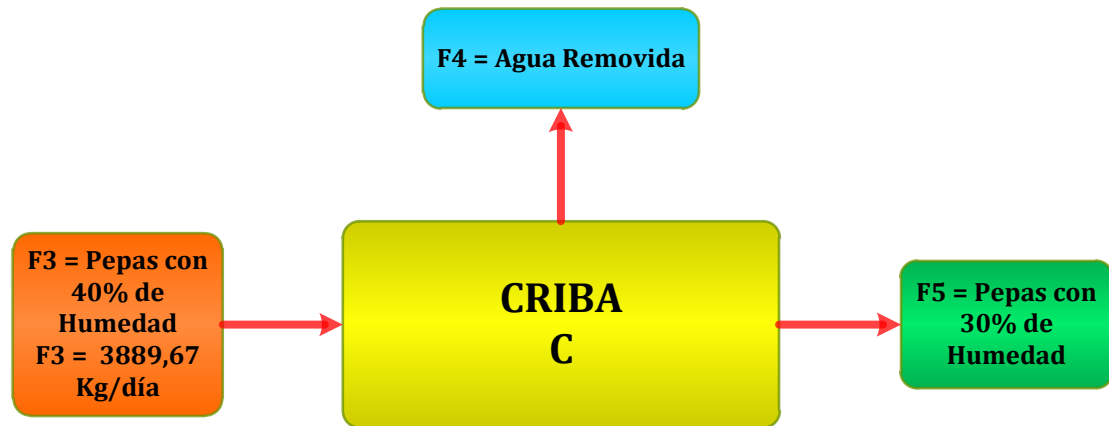 F4 = Agua Removida
F3 = Pepas con
40% de
Humedad
F3 =  3889,67
Kg/día
CRIBA
C
F5 = Pepas con
30% de
Humedad